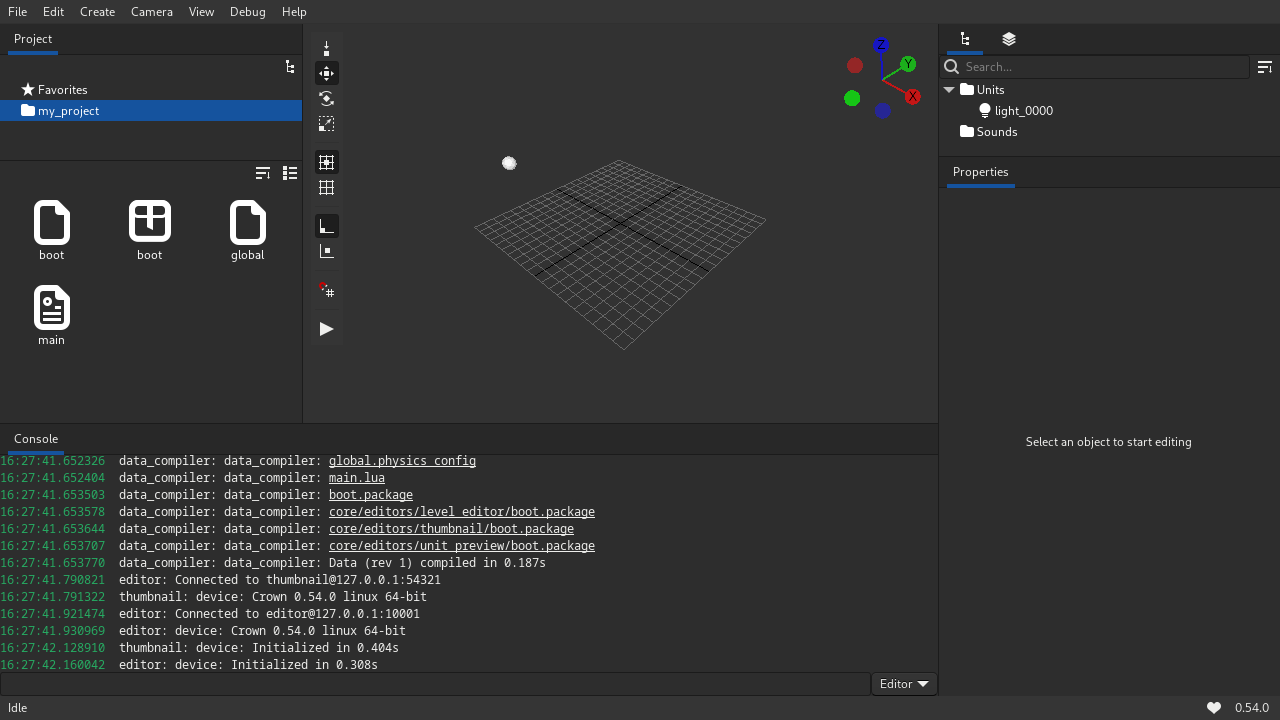 File Edit Create Camera View Debug Help
Project
Favorites
my_project
boot
boot
global
main
Z
Y
X
Search...
Units
light_0000
Sounds
Properties
Select an object to start editing
Console
16:27:41.652326 data_compiler: data_compiler: global.physics_config
16:27:41.652404 data_compiler: data_compiler: main.lua
16:27:41.653503 data_compiler: data_compiler: boot.package
16:27:41.653578 data_compiler: data_compiler: core/editors/level_editor/boot.package
16:27:41.653644 data_compiler: data_compiler: core/editors/thumbnail/boot.package
16:27:41.653707 data_compiler: data_compiler: core/editors/unit_preview/boot.package
16:27:41.653770 data_compiler: data_compiler: Data (rev 1) compiled in 0.187s
16:27:41.790821 editor: Connected to thumbnail@127.0.0.1:54321
16:27:41.791322 thumbnail: device: Crown 0.54.0 linux 64-bit
16:27:41.921474 editor: Connected to editor@127.0.0.1:10001
16:27:41.930969 editor: device: Crown 0.54.0 linux 64-bit
16:27:42.128910 thumbnail: device: Initialized in 0.404s
16:27:42.160042 editor: device: Initialized in 0.308s
Editor
Idle
0.54.0